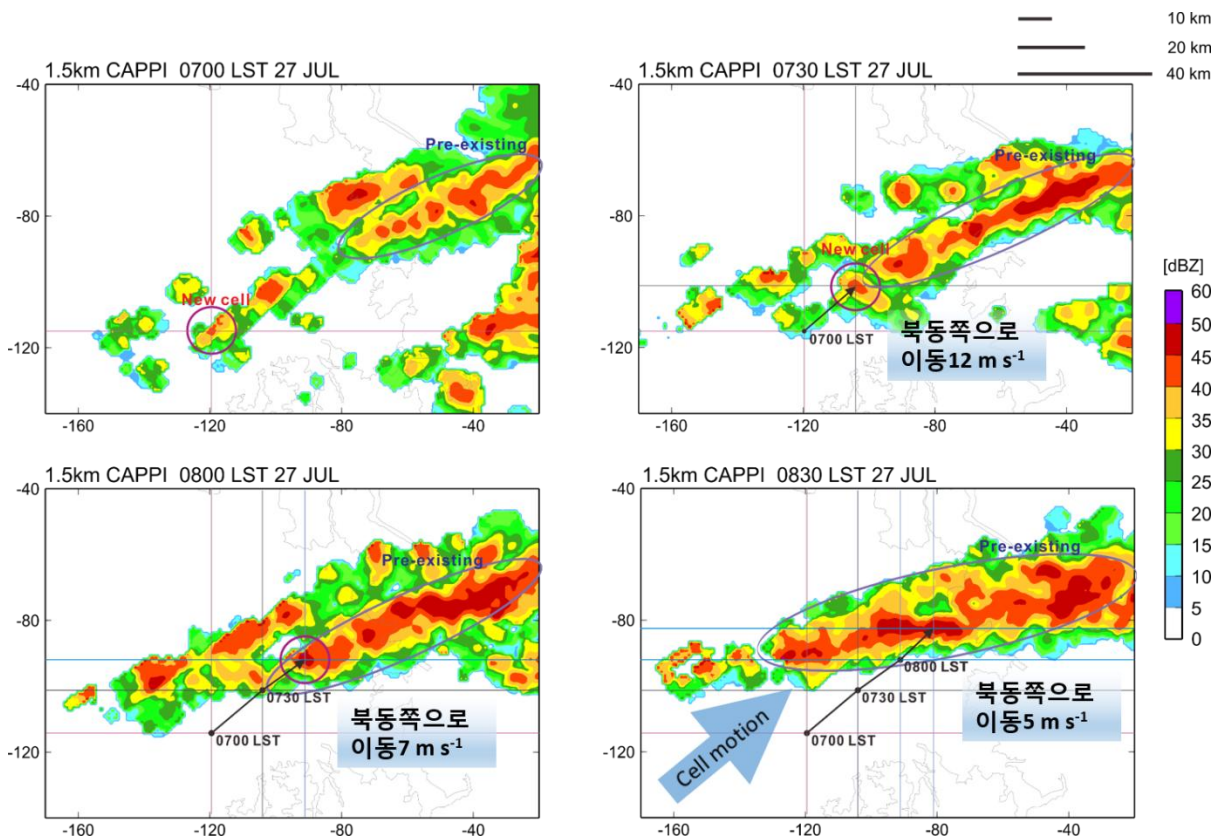 10 km
20 km
40 km
1.5km CAPPI 0700 LST 27 JUL
-40
-80
-120
-160
-120
-80
-40
Pre-existing
New cell
1.5km CAPPI 0730 LST 27 JUL
-40
-80
-120
-160
-120
-80
-40
Pre-existing
New cell
0700 LST
북동쪽으로
이동12 m s⁻¹
[dBZ]
60
50
45
40
35
30
25
20
15
10
5
0
1.5km CAPPI 0800 LST 27 JUL
-40
-80
-120
-160
-120
-80
-40
Pre-existing
0730 LST
0700 LST
북동쪽으로
이동7 m s⁻¹
1.5km CAPPI 0830 LST 27 JUL
-40
-80
-120
-160
-120
-80
-40
Pre-existing
0800 LST
0730 LST
0700 LST
Cell motion
북동쪽으로
이동5 m s⁻¹